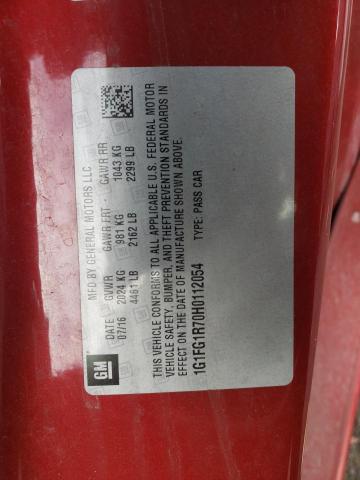 GM
MFD BY GENERAL MOTORS LLC
DATE GVWR GAWR FRT - GAWR RR
07/16 2024 KG 981 KG 1043 KG
4461 LB 2162 LB 2299 LB
THIS VEHICLE CONFORMS TO ALL APPLICABLE U.S. FEDERAL MOTOR
VEHICLE SAFETY, BUMPER, AND THEFT PREVENTION STANDARDS IN
EFFECT ON THE DATE OF MANUFACTURE SHOWN ABOVE.
1G1FG1R70H0112054 TYPE: PASS CAR